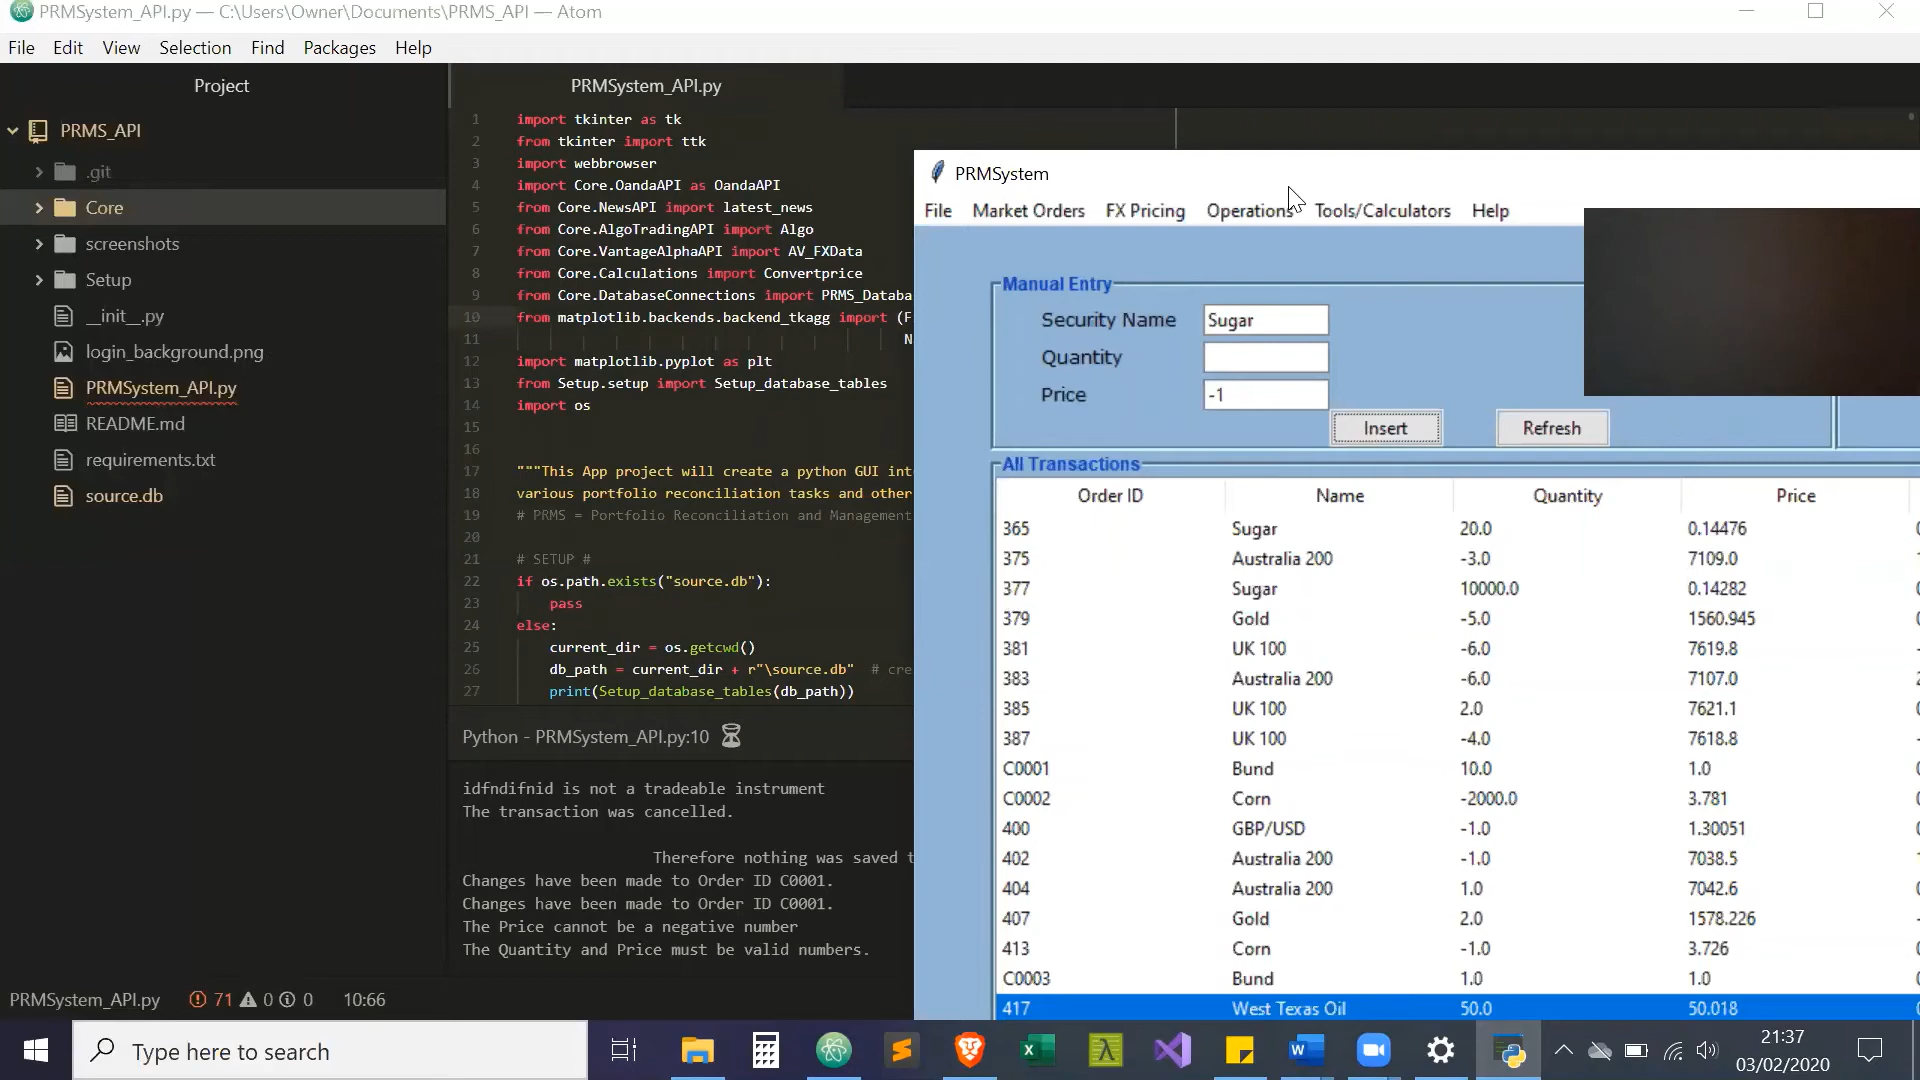 PRMSystem_API.py — C:\Users\Owner\Documents\PRMS_API — Atom
File Edit View Selection Find Packages Help
Project
PRMS_API
.git
Core
screenshots
Setup
__init__.py
login_background.png
PRMSystem_API.py
README.md
requirements.txt
source.db
PRMSystem_API.py
1 import tkinter as tk
2 from tkinter import ttk
3 import webbrowser
4 import Core.OandaAPI as OandaAPI
5 from Core.NewsAPI import latest_news
6 from Core.AlgoTradingAPI import Algo
7 from Core.VantageAlphaAPI import AV_FXData
8 from Core.Calculations import Convertprice
9 from Core.DatabaseConnections import PRMS_Databa
10 from matplotlib.backends.backend_tkagg import (F
11 N
12 import matplotlib.pyplot as plt
13 from Setup.setup import Setup_database_tables
14 import os
15
16
17 """This App project will create a python GUI int
18 various portfolio reconciliation tasks and other
19 # PRMS = Portfolio Reconciliation and Management
20
21 # SETUP #
22 if os.path.exists("source.db"):
23 pass
24 else:
25 current_dir = os.getcwd()
26 db_path = current_dir + r"\source.db" # cre
27 print(Setup_database_tables(db_path))
Python - PRMSystem_API.py:10
idfndifnid is not a tradeable instrument
The transaction was cancelled.
Therefore nothing was saved t
Changes have been made to Order ID C0001.
Changes have been made to Order ID C0001.
The Price cannot be a negative number
The Quantity and Price must be valid numbers.
PRMSystem_API.py 71 0 0 10:66
PRMSystem
File Market Orders FX Pricing Operations Tools/Calculators Help
Manual Entry
Security Name Sugar
Quantity
Price -1
Insert Refresh
All Transactions
Order ID Name Quantity Price
365 Sugar 20.0 0.14476
375 Australia 200 -3.0 7109.0
377 Sugar 10000.0 0.14282
379 Gold -5.0 1560.945
381 UK 100 -6.0 7619.8
383 Australia 200 -6.0 7107.0
385 UK 100 2.0 7621.1
387 UK 100 -4.0 7618.8
C0001 Bund 10.0 1.0
C0002 Corn -2000.0 3.781
400 GBP/USD -1.0 1.30051
402 Australia 200 -1.0 7038.5
404 Australia 200 1.0 7042.6
407 Gold 2.0 1578.226
413 Corn -1.0 3.726
C0003 Bund 1.0 1.0
417 West Texas Oil 50.0 50.018
Type here to search
21:37
03/02/2020